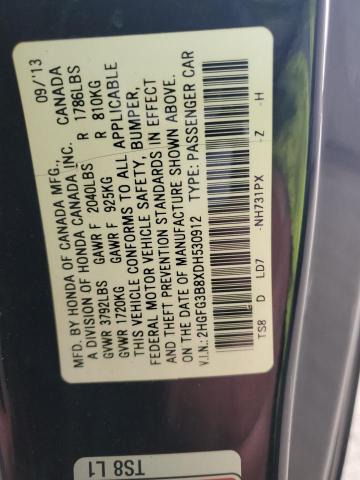 MFD. BY HONDA OF CANADA MFG., 09/13
A DIVISION OF HONDA CANADA INC. CANADA
GVWR 3792LBS GAWR F 2040LBS R 1786LBS
GVWR 1720KG GAWR F 925KG R 810KG
THIS VEHICLE CONFORMS TO ALL APPLICABLE
FEDERAL MOTOR VEHICLE SAFETY, BUMPER,
AND THEFT PREVENTION STANDARDS IN EFFECT
ON THE DATE OF MANUFACTURE SHOWN ABOVE.
V.I.N.: 2HGFG3B8XDH530912 TYPE: PASSENGER CAR
TS8 D LD7 -NH731PX -Z -H
TS8 L1